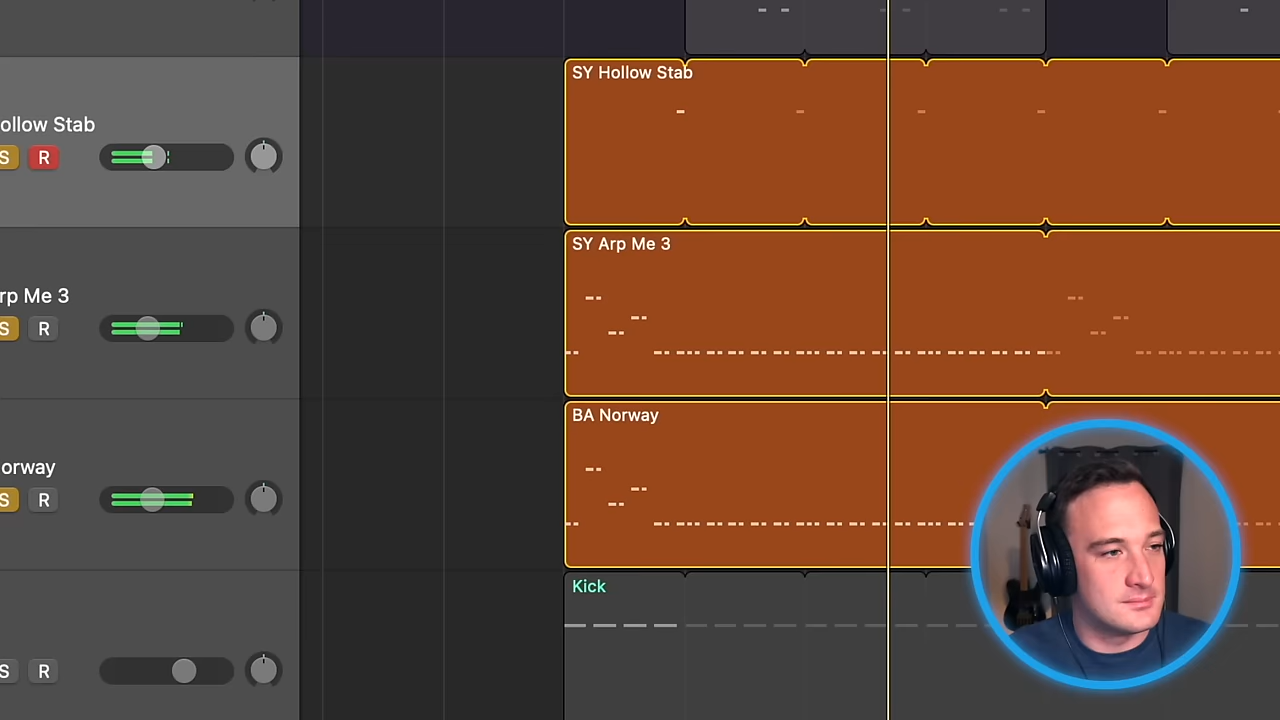 SY Hollow Stab
ollow Stab
S R
SY Arp Me 3
rp Me 3
S R
BA Norway
orway
S R
Kick
S R